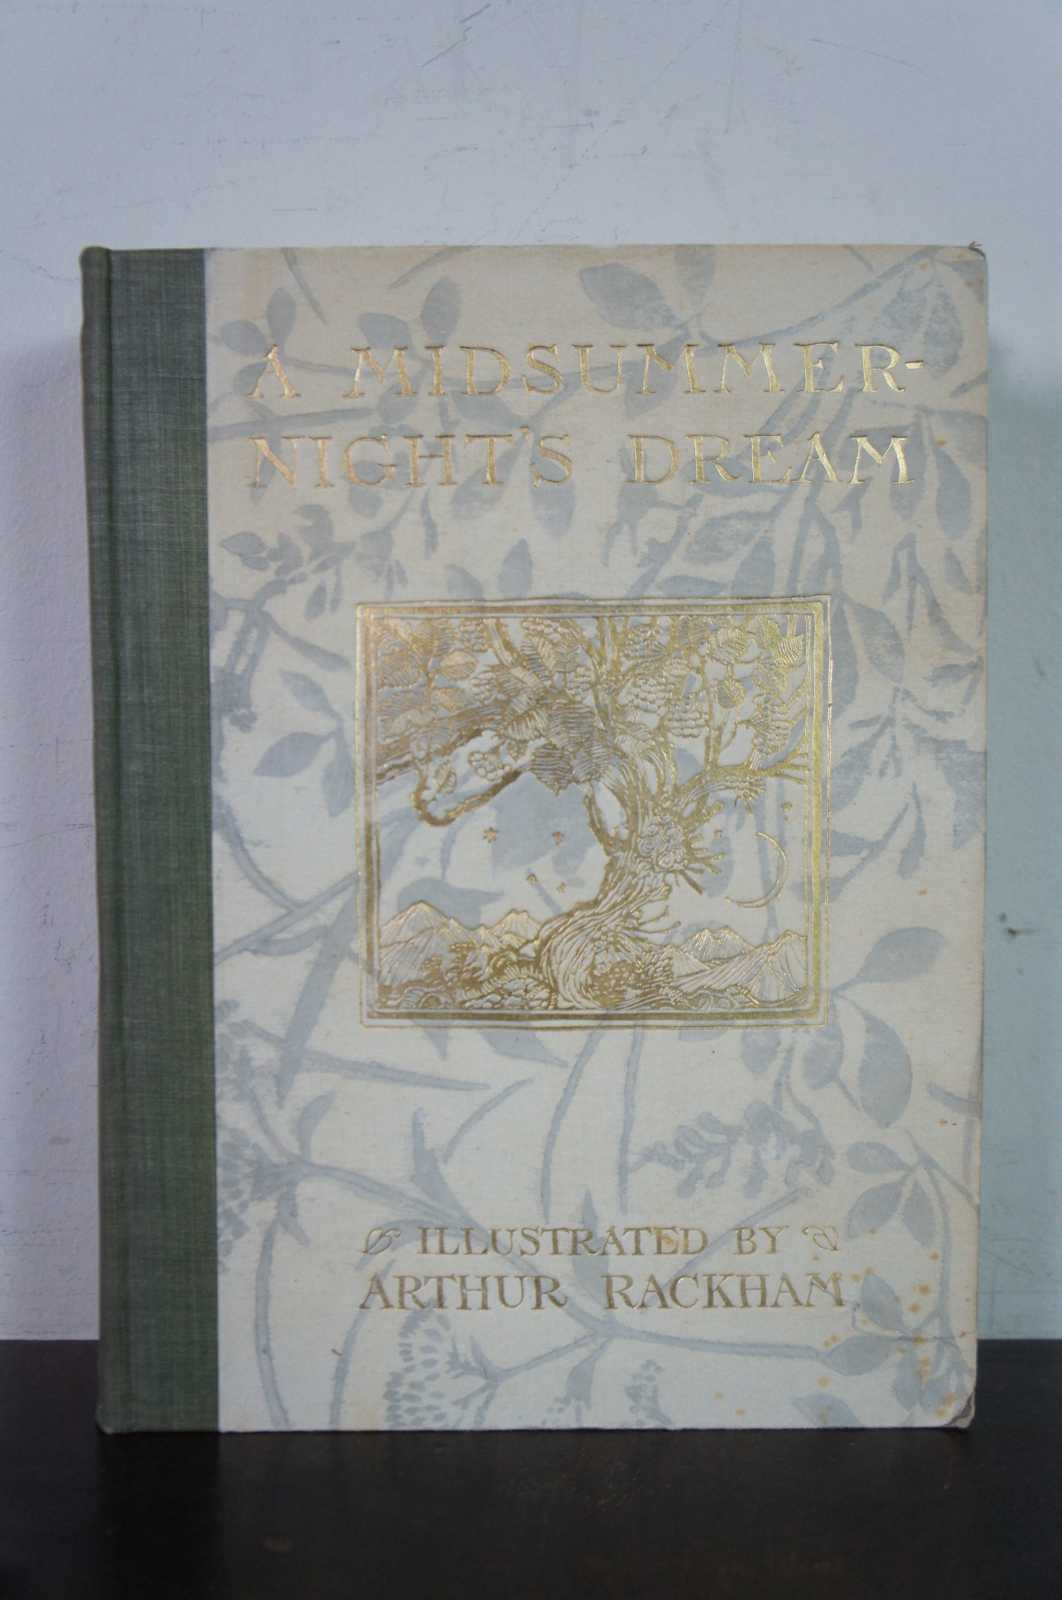 A MIDSUMMER-
NIGHT'S DREAM
ILLUSTRATED BY
ARTHUR RACKHAM